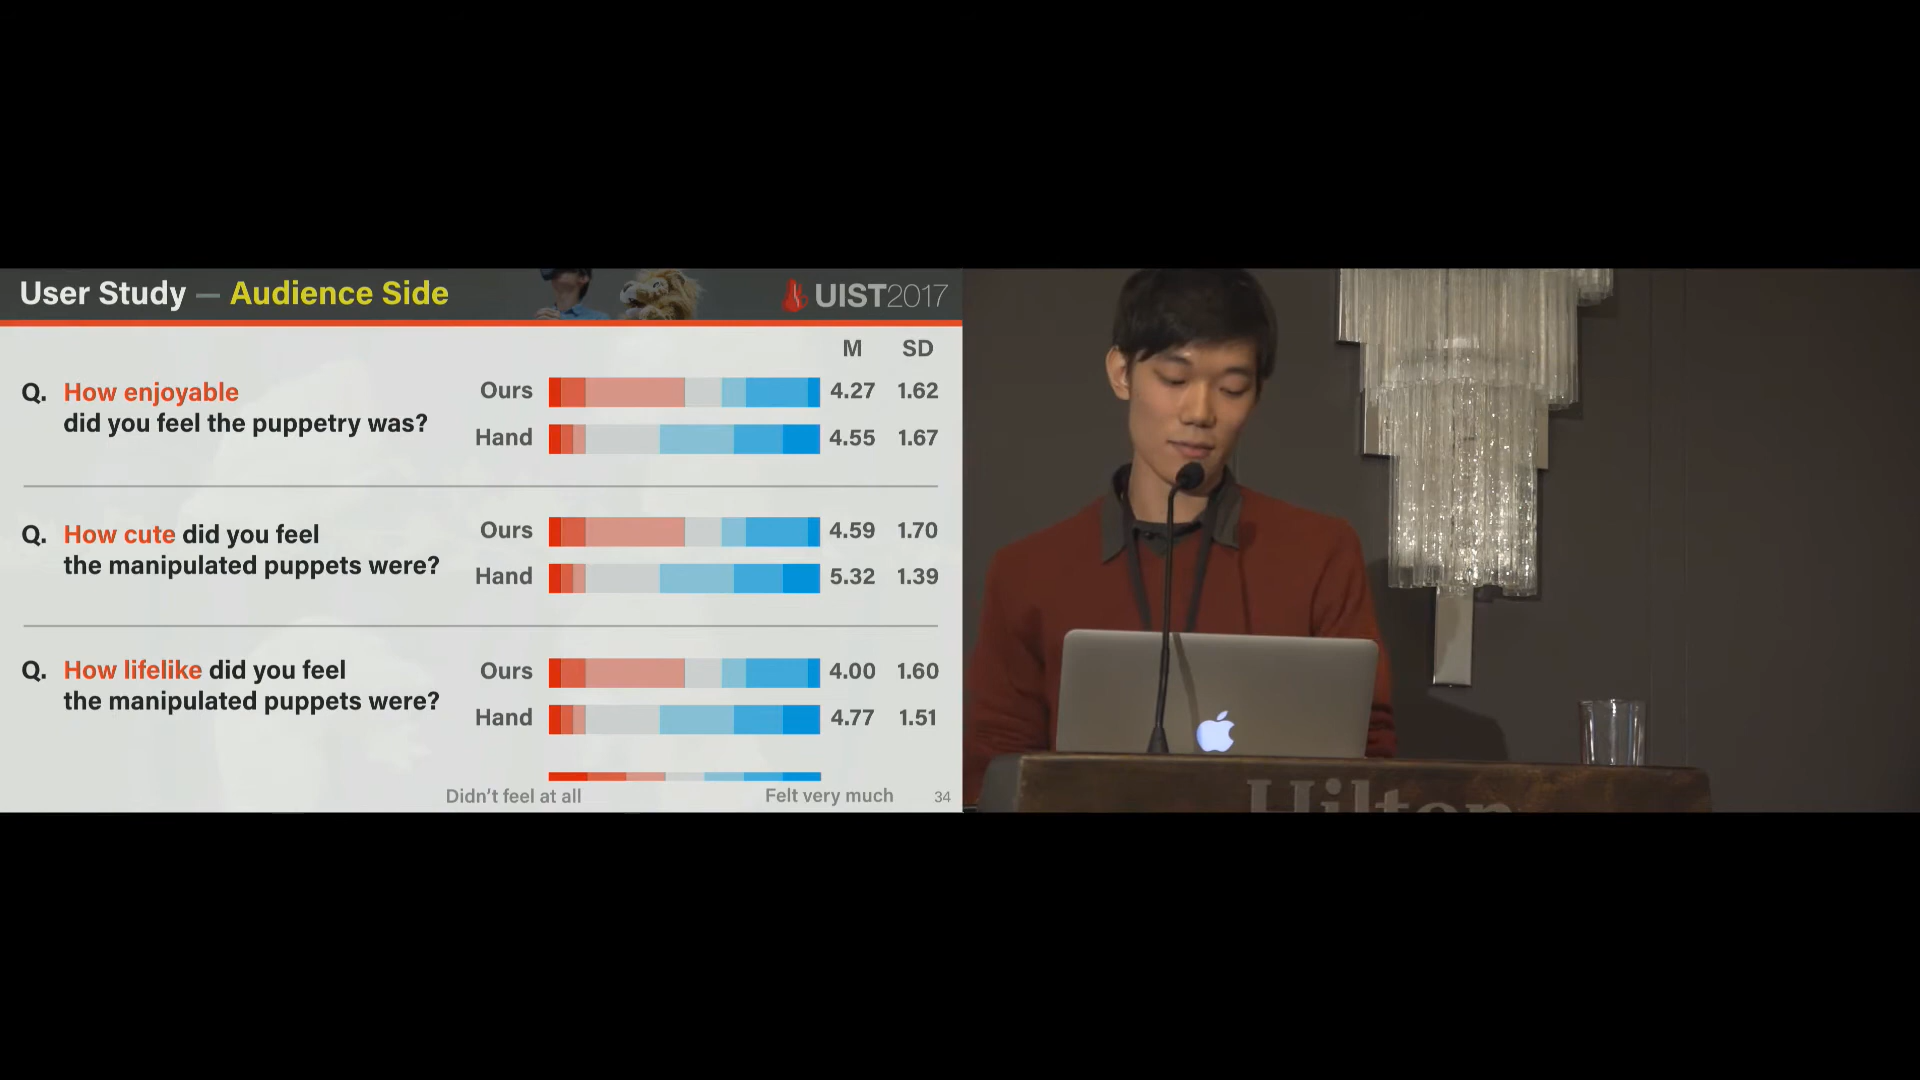 User Study — Audience Side
UIST2017
M SD
Q. How enjoyable
did you feel the puppetry was?
Ours 4.27 1.62
Hand 4.55 1.67
Q. How cute did you feel
the manipulated puppets were?
Ours 4.59 1.70
Hand 5.32 1.39
Q. How lifelike did you feel
the manipulated puppets were?
Ours 4.00 1.60
Hand 4.77 1.51
Didn't feel at all
Felt very much
34
Hilton